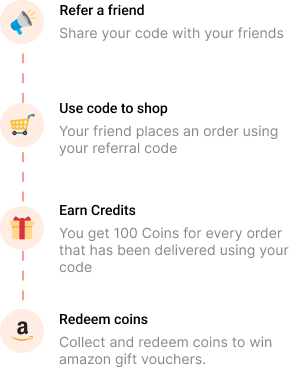 Refer a friend
Share your code with your friends
Use code to shop
Your friend places an order using
your referral code
Earn Credits
You get 100 Coins for every order
that has been delivered using your
code
a
Redeem coins
Collect and redeem coins to win
amazon gift vouchers.